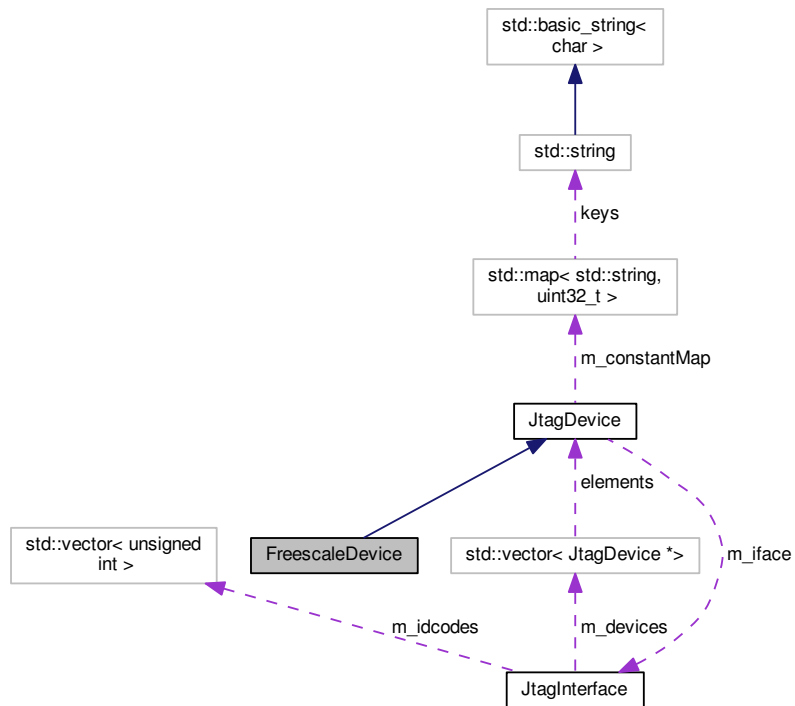 std::basic_string<
char >
std::string
keys
std::map< std::string,
uint32_t >
m_constantMap
JtagDevice
elements
std::vector< unsigned
int >
FreescaleDevice
std::vector< JtagDevice *>
m_iface
m_idcodes
m_devices
JtagInterface